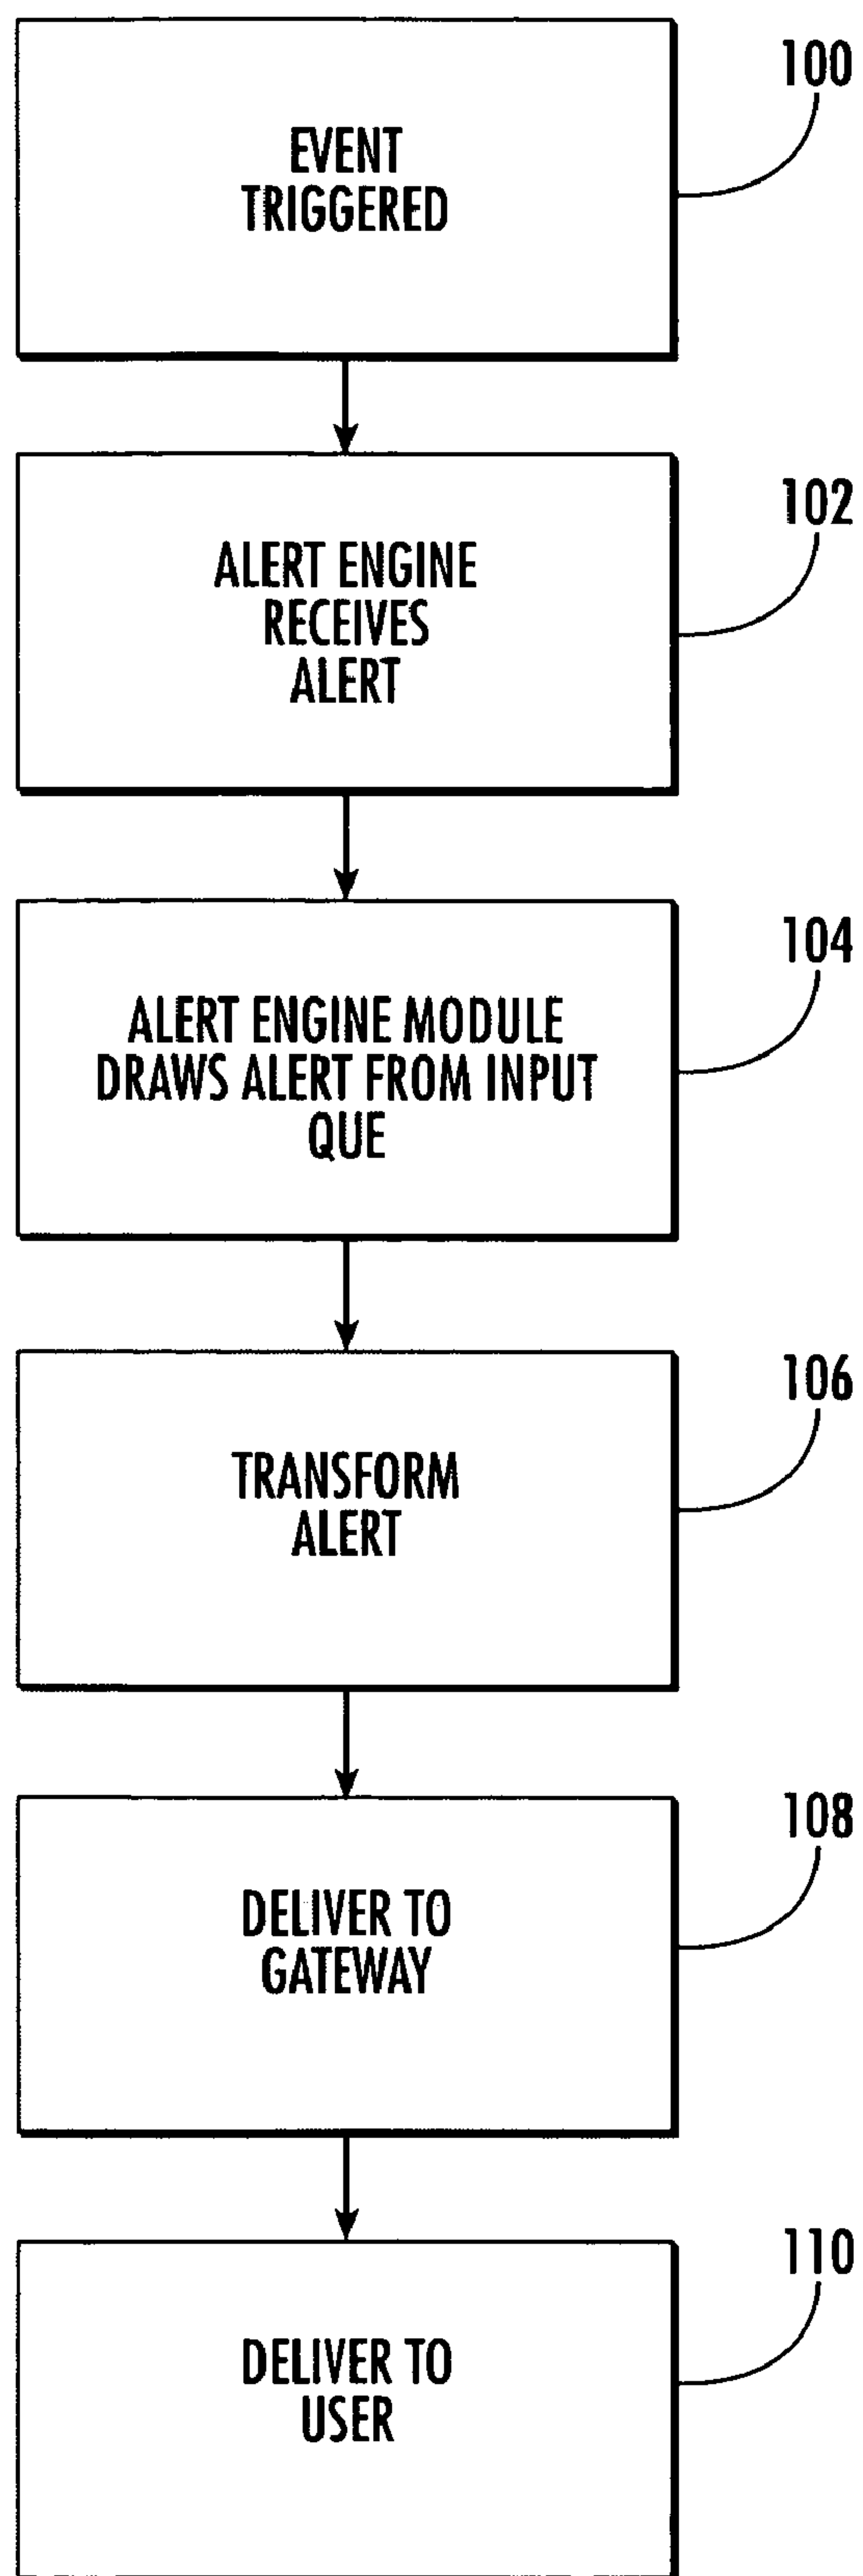 100
EVENT
TRIGGERED
102
ALERT ENGINE
RECEIVES
ALERT
104
ALERT ENGINE MODULE
DRAWS ALERT FROM INPUT
QUE
106
TRANSFORM
ALERT
108
DELIVER TO
GATEWAY
110
DELIVER TO
USER